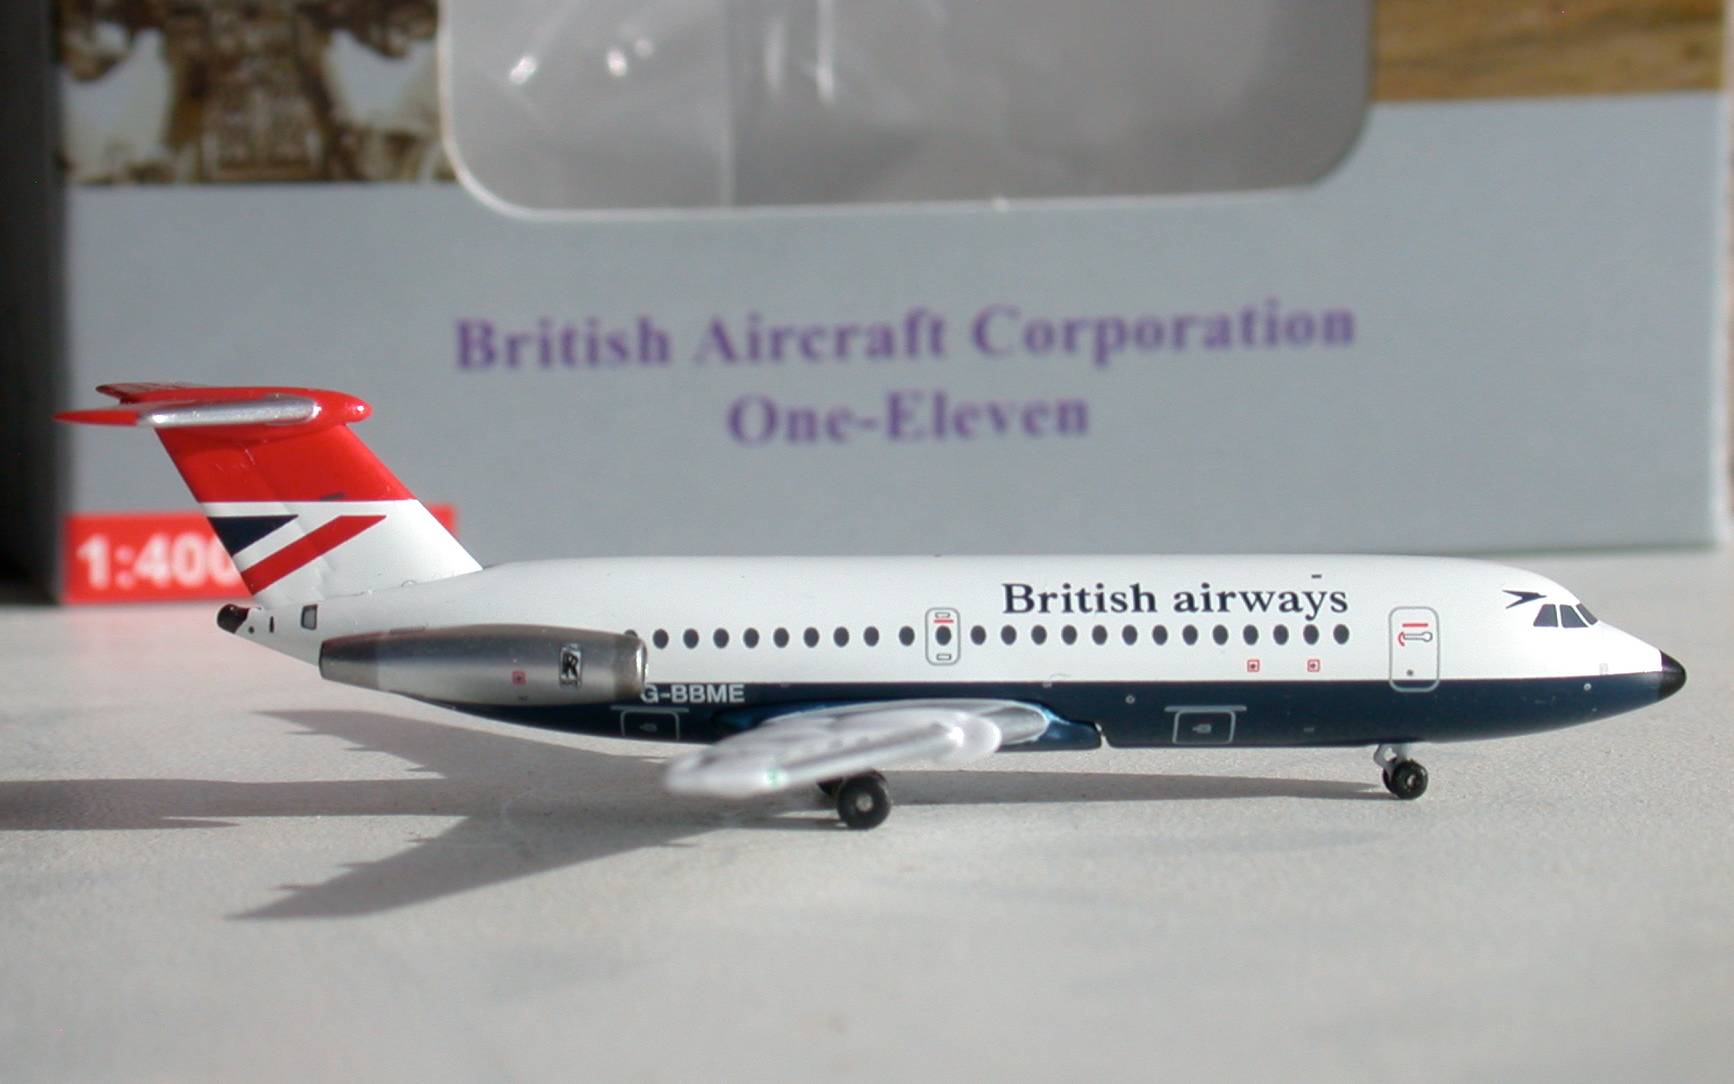 British Aircraft Corporation
One-Eleven
1:400
British airways
G-BBME